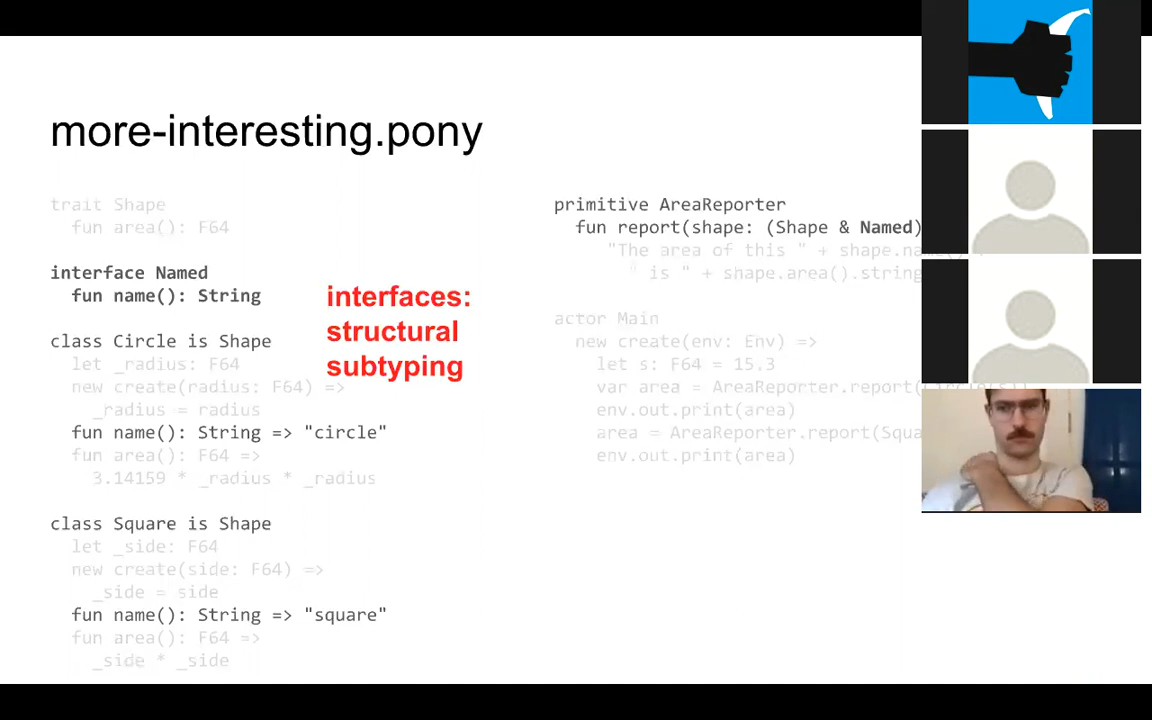 more-interesting.pony
trait Shape
fun area(): F64
interface Named
fun name(): String
class Circle is Shape
let _radius: F64
new create(radius: F64) =>
_radius = radius
fun name(): String => "circle"
fun area(): F64 =>
3.14159 * _radius * _radius
class Square is Shape
let _side: F64
new create(side: F64) =>
_side = side
fun name(): String => "square"
fun area(): F64 =>
_side * _side
interfaces:
structural
subtyping
primitive AreaReporter
fun report(shape: (Shape & Named)
"The area of this " + shape.name()
" is " + shape.area().string
actor Main
new create(env: Env) =>
let s: F64 = 15.3
var area = AreaReporter.report(Circle(s))
env.out.print(area)
area = AreaReporter.report(Squa
env.out.print(area)